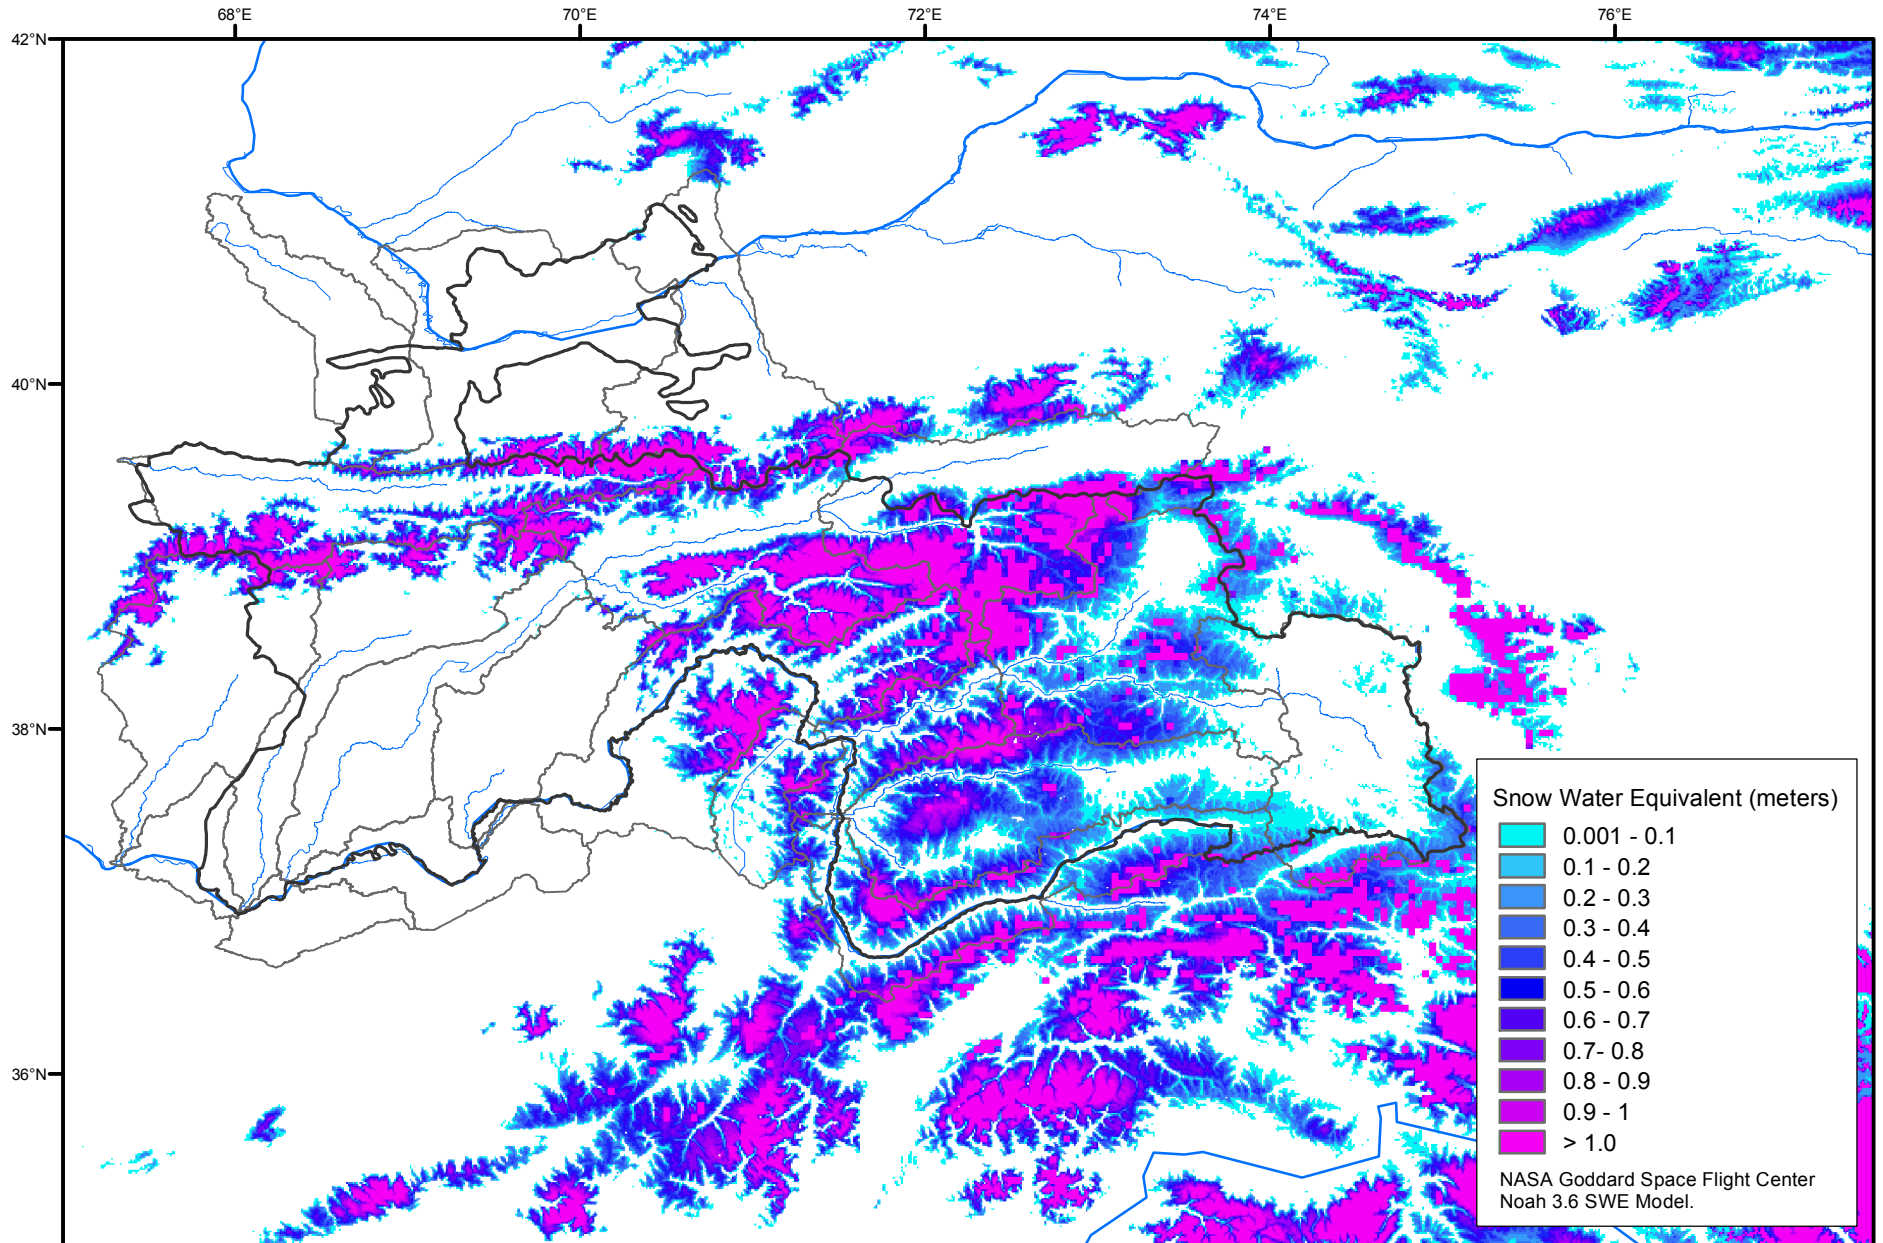 68°E 70°E 72°E 74°E 76°E
42°N
40°N
38°N
36°N
Snow Water Equivalent (meters)
0.001 - 0.1
0.1 - 0.2
0.2 - 0.3
0.3 - 0.4
0.4 - 0.5
0.5 - 0.6
0.6 - 0.7
0.7- 0.8
0.8 - 0.9
0.9 - 1
> 1.0
NASA Goddard Space Flight Center
Noah 3.6 SWE Model.